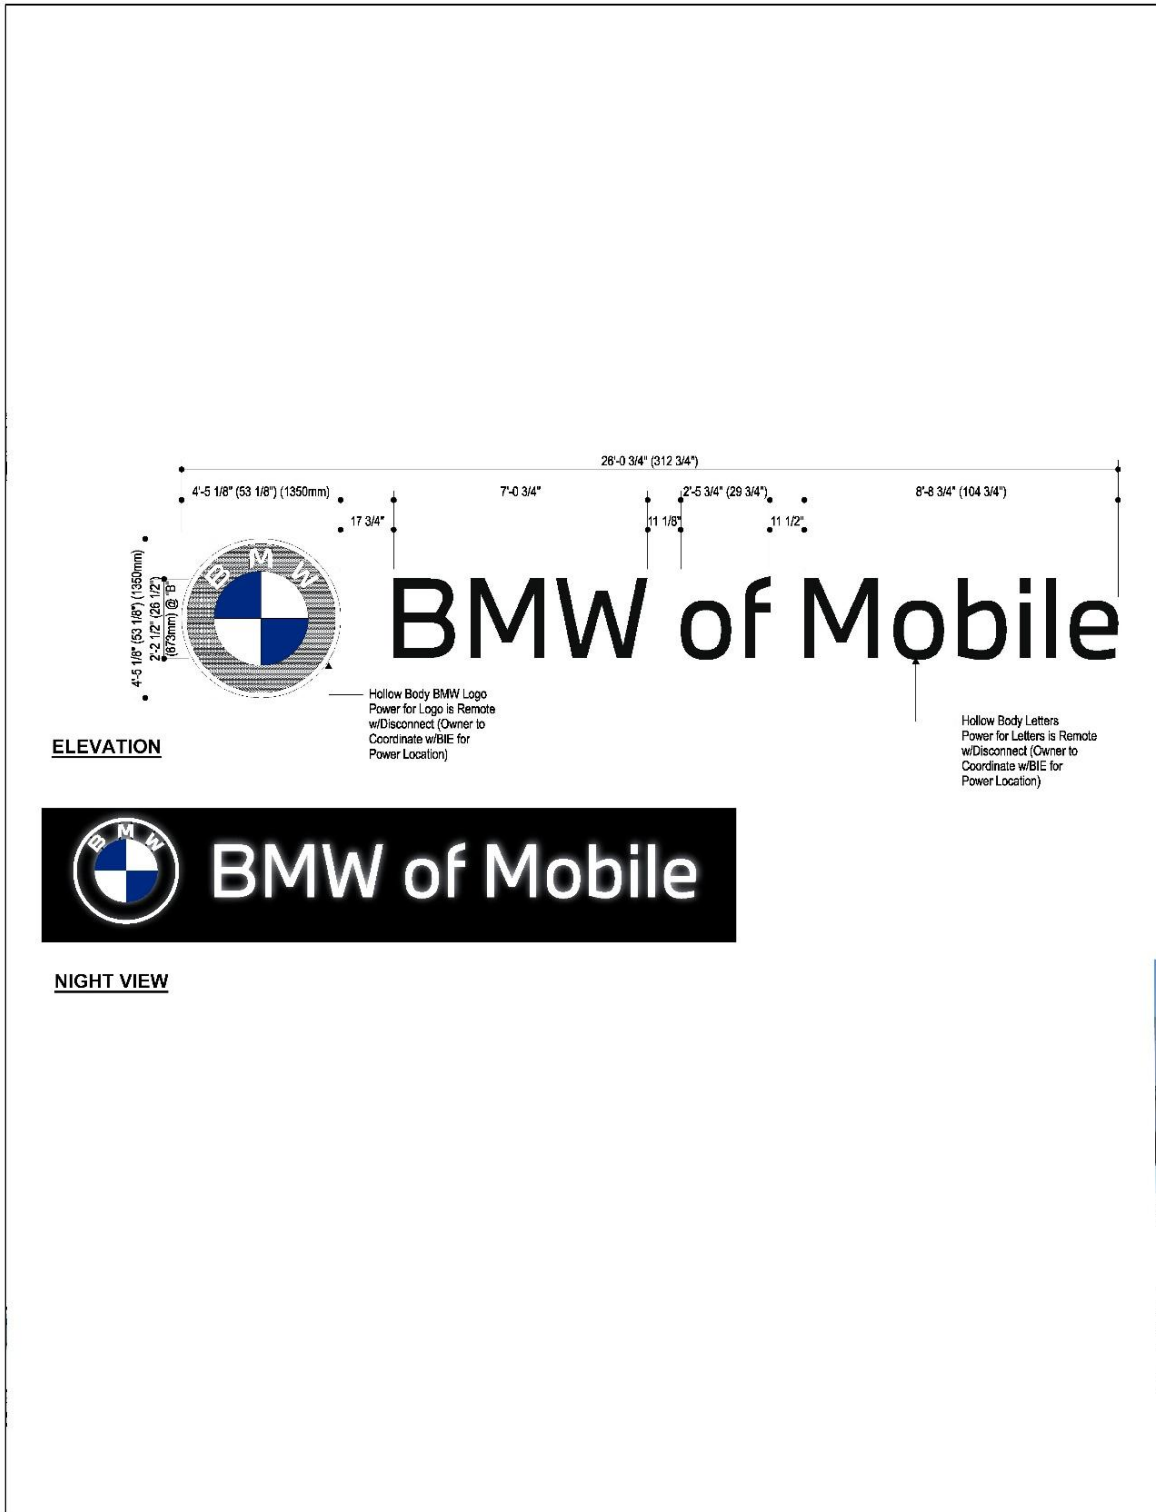 26'-0 3/4" (312 3/4")
4'-5 1/8" (53 1/8") (1350mm)
7'-0 3/4"
2'-5 3/4" (29 3/4")
8'-8 3/4" (104 3/4")
17 3/4"
11 1/8"
11 1/2"
4'-5 1/8" (53 1/8") (1350mm)
2'-2 1/2" (26 1/2")
(673mm) @ "B"
BMW
BMW of Mobile
Hollow Body BMW Logo
Power for Logo is Remote
w/Disconnect (Owner to
Coordinate w/BIE for
Power Location)
Hollow Body Letters
Power for Letters is Remote
w/Disconnect (Owner to
Coordinate w/BIE for
Power Location)
ELEVATION
BMW
BMW of Mobile
NIGHT VIEW